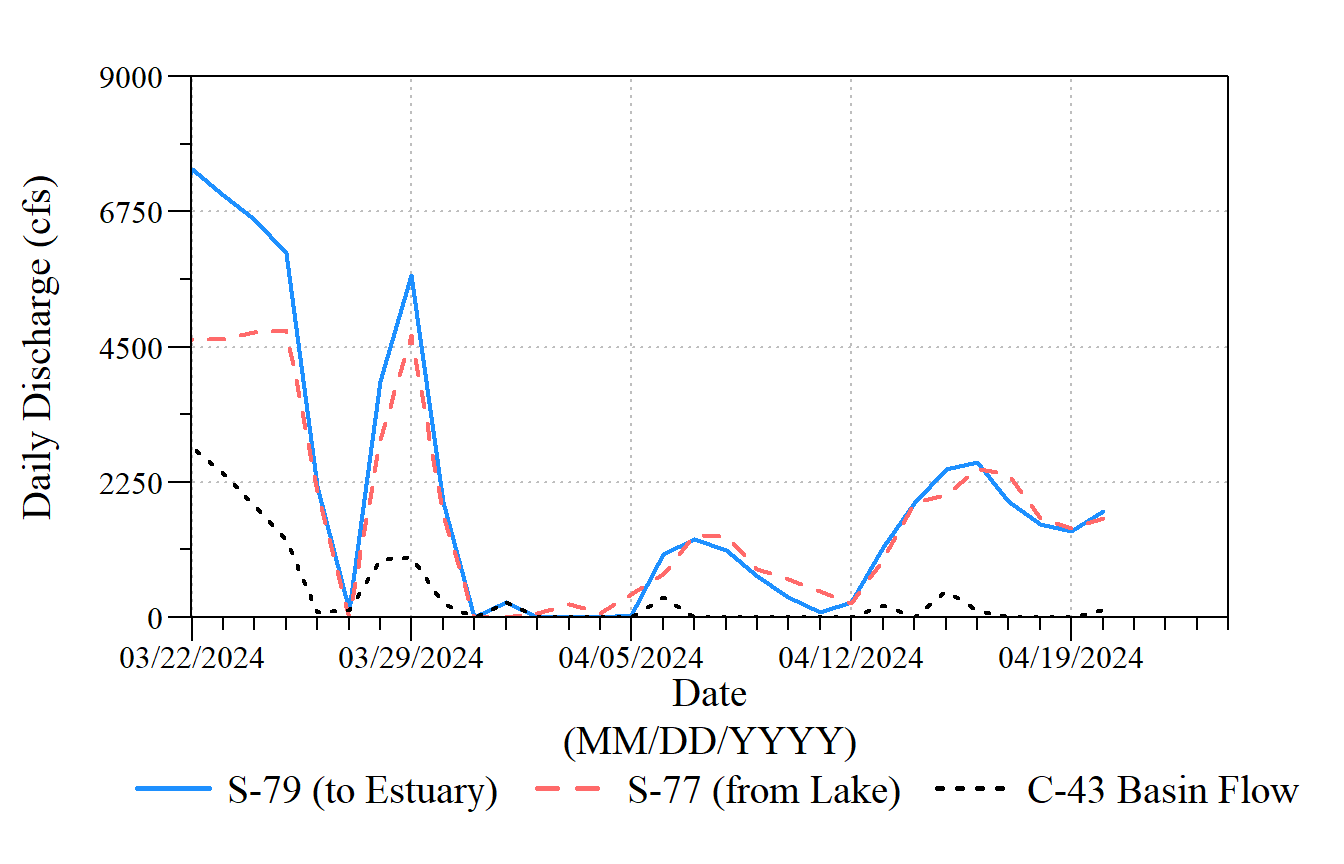 9000
6750
4500
2250
0
Daily Discharge (cfs)
03/22/2024 03/29/2024 04/05/2024 04/12/2024 04/19/2024
Date
(MM/DD/YYYY)
S-79 (to Estuary) S-77 (from Lake) C-43 Basin Flow